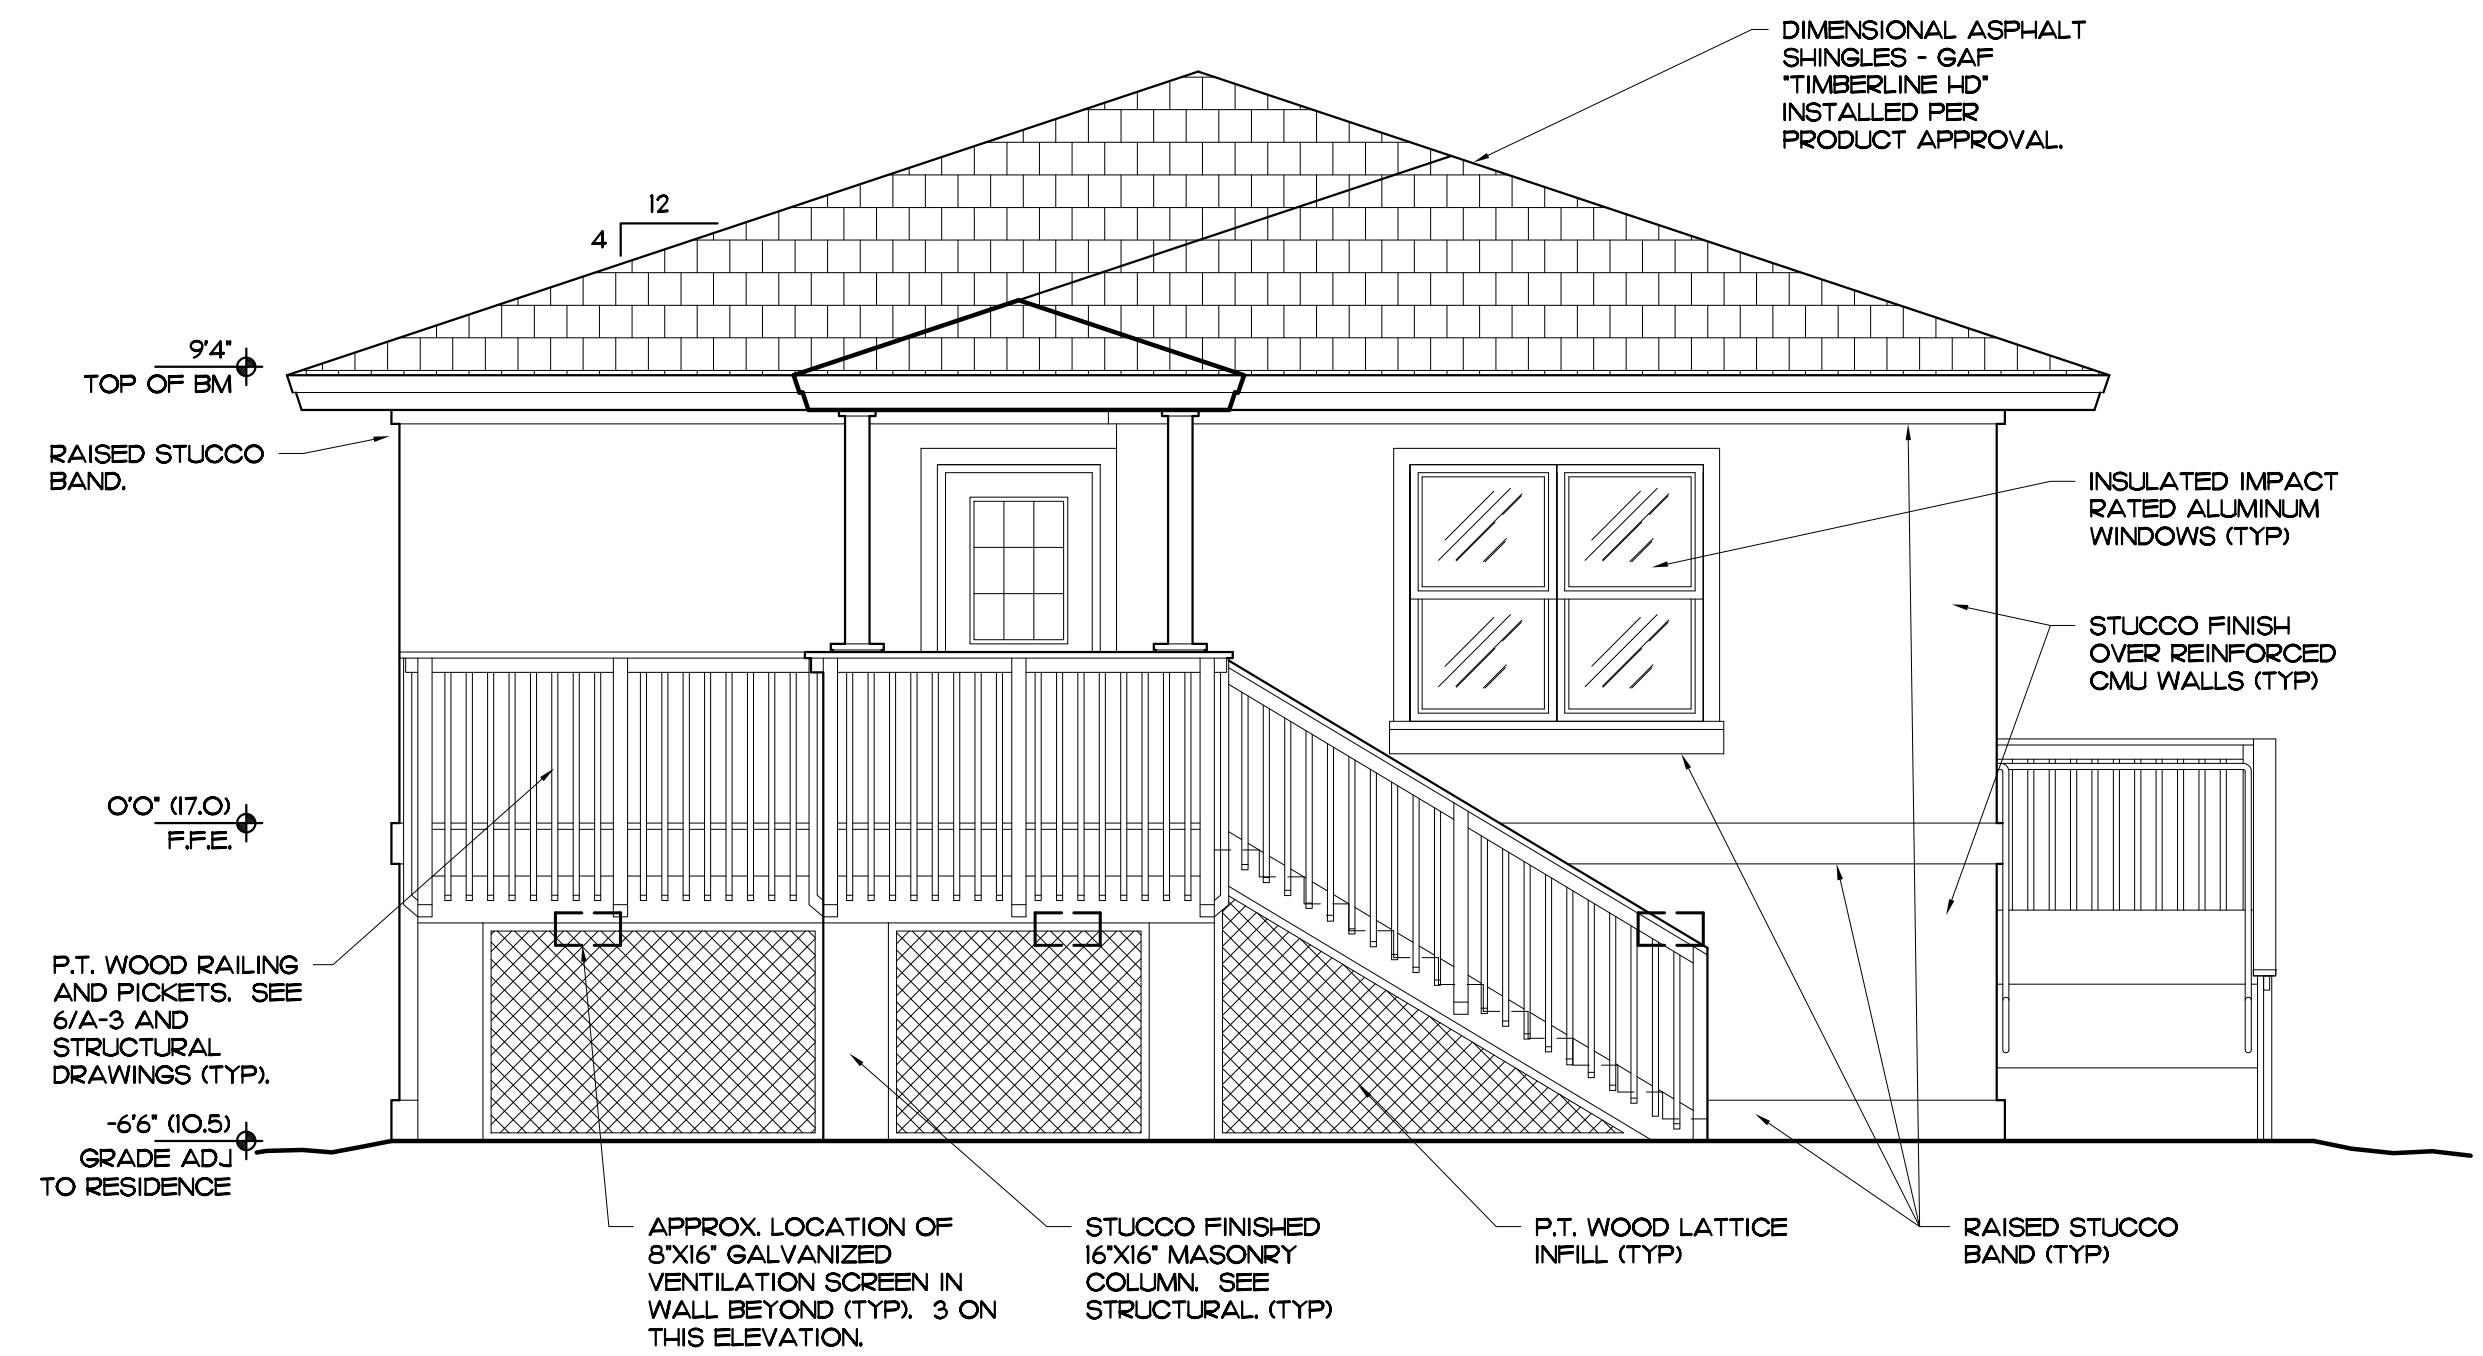 DIMENSIONAL ASPHALT
SHINGLES - GAF
"TIMBERLINE HD"
INSTALLED PER
PRODUCT APPROVAL.
12
4
9'4"
TOP OF BM
RAISED STUCCO
BAND.
INSULATED IMPACT
RATED ALUMINUM
WINDOWS (TYP)
STUCCO FINISH
OVER REINFORCED
CMU WALLS (TYP)
0'0" (17.0)
F.F.E.
P.T. WOOD RAILING
AND PICKETS. SEE
6/A-3 AND
STRUCTURAL
DRAWINGS (TYP).
-6'6" (10.5)
GRADE ADJ
TO RESIDENCE
APPROX. LOCATION OF
8"X16" GALVANIZED
VENTILATION SCREEN IN
WALL BEYOND (TYP). 3 ON
THIS ELEVATION.
STUCCO FINISHED
16"X16" MASONRY
COLUMN. SEE
STRUCTURAL. (TYP)
P.T. WOOD LATTICE
INFILL (TYP)
RAISED STUCCO
BAND (TYP)